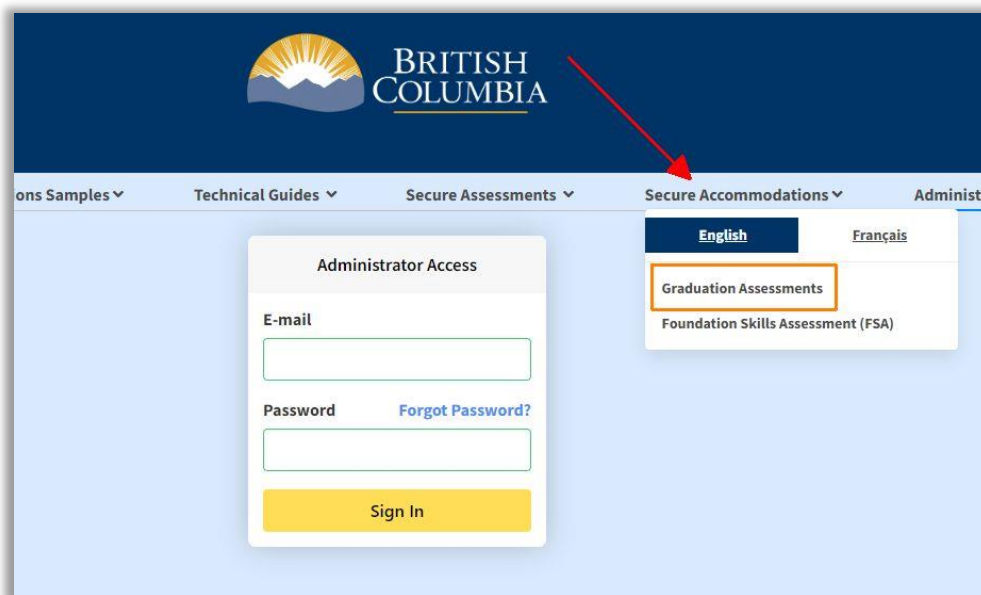 BRITISH
COLUMBIA
ons Samples Technical Guides Secure Assessments Secure Accommodations Administ
English Français
Administrator Access
Graduation Assessments
E-mail
Foundation Skills Assessment (FSA)
Password Forgot Password?
Sign In